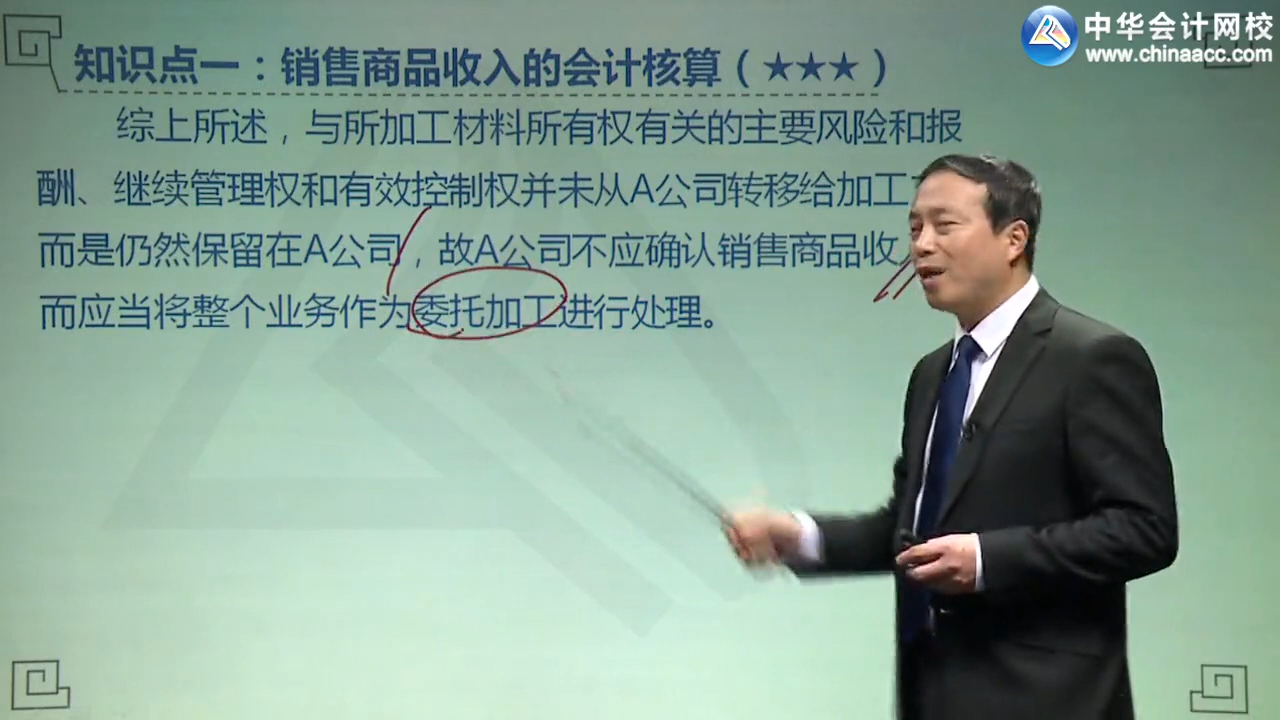 中华会计网校
www.chinaacc.com
知识点一：销售商品收入的会计核算（★★★）
综上所述，与所加工材料所有权有关的主要风险和报
酬、继续管理权和有效控制权并未从A公司转移给加工
而是仍然保留在A公司，故A公司不应确认销售商品收
而应当将整个业务作为委托加工进行处理。